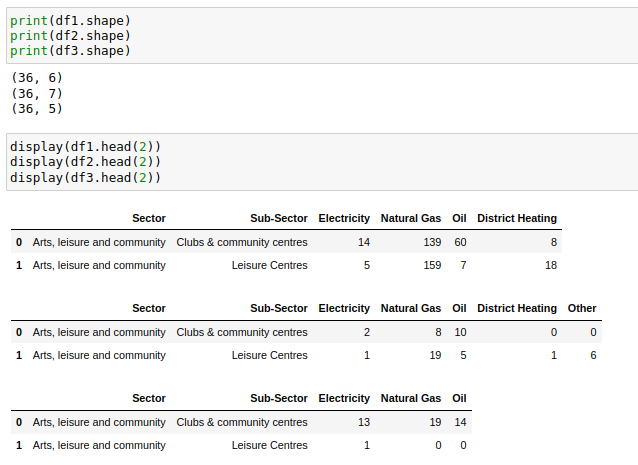 print(df1.shape)
print(df2.shape)
print(df3.shape)
(36, 6)
(36, 7)
(36, 5)
display(df1.head(2))
display(df2.head(2))
display(df3.head(2))
Sector Sub-Sector Electricity Natural Gas Oil District Heating
0 Arts, leisure and community Clubs & community centres 14 139 60 8
1 Arts, leisure and community Leisure Centres 5 159 7 18
Sector Sub-Sector Electricity Natural Gas Oil District Heating Other
0 Arts, leisure and community Clubs & community centres 2 8 10 0 0
1 Arts, leisure and community Leisure Centres 1 19 5 1 6
Sector Sub-Sector Electricity Natural Gas Oil
0 Arts, leisure and community Clubs & community centres 13 19 14
1 Arts, leisure and community Leisure Centres 1 0 0